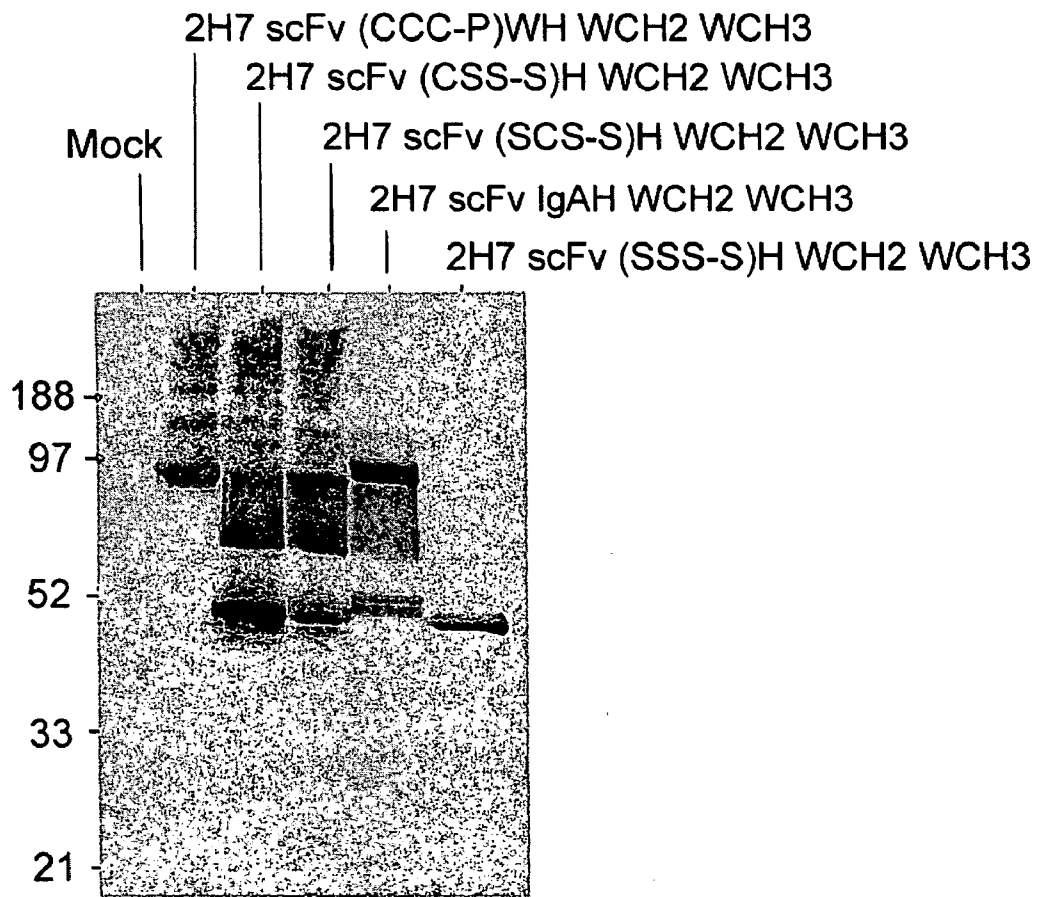 2H7 scFv (CCC-P)WH WCH2 WCH3
2H7 scFv (CSS-S)H WCH2 WCH3
Mock
2H7 scFv (SCS-S)H WCH2 WCH3
2H7 scFv IgAH WCH2 WCH3
2H7 scFv (SSS-S)H WCH2 WCH3
188
97
52
33
21